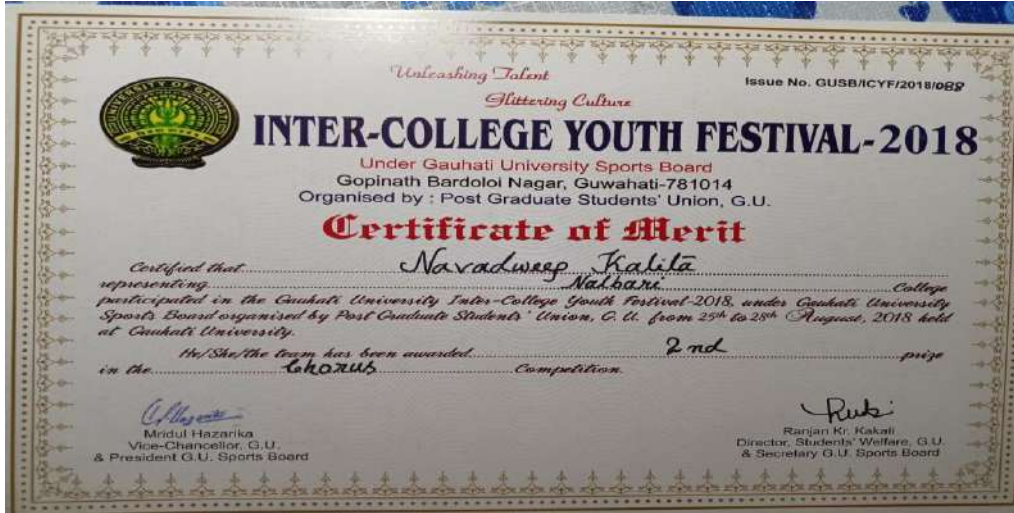 Unleashing Talent
Issue No. GUSB/ICYF/2018/088
Glittering Culture
INTER-COLLEGE YOUTH FESTIVAL-2018
Under Gauhati University Sports Board
Gopinath Bardoloi Nagar, Guwahati-781014
Organised by : Post Graduate Students' Union, G.U.
Certificate of Merit
Certified that Navadweep Kalita
representing Nalbari College
participated in the Gauhati University Inter-College Youth Festival-2018, under Gauhati University
Sports Board organised by Post Graduate Students' Union, G. U. from 25th to 28th August, 2018 held
at Gauhati University.
He/She/the team has been awarded 2nd prize
in the Chorus Competition.
Mridul Hazarika
Vice-Chancellor, G.U.
& President G.U. Sports Board
Ranjan Kr. Kakati
Director, Students' Welfare, G.U.
& Secretary G.U. Sports Board